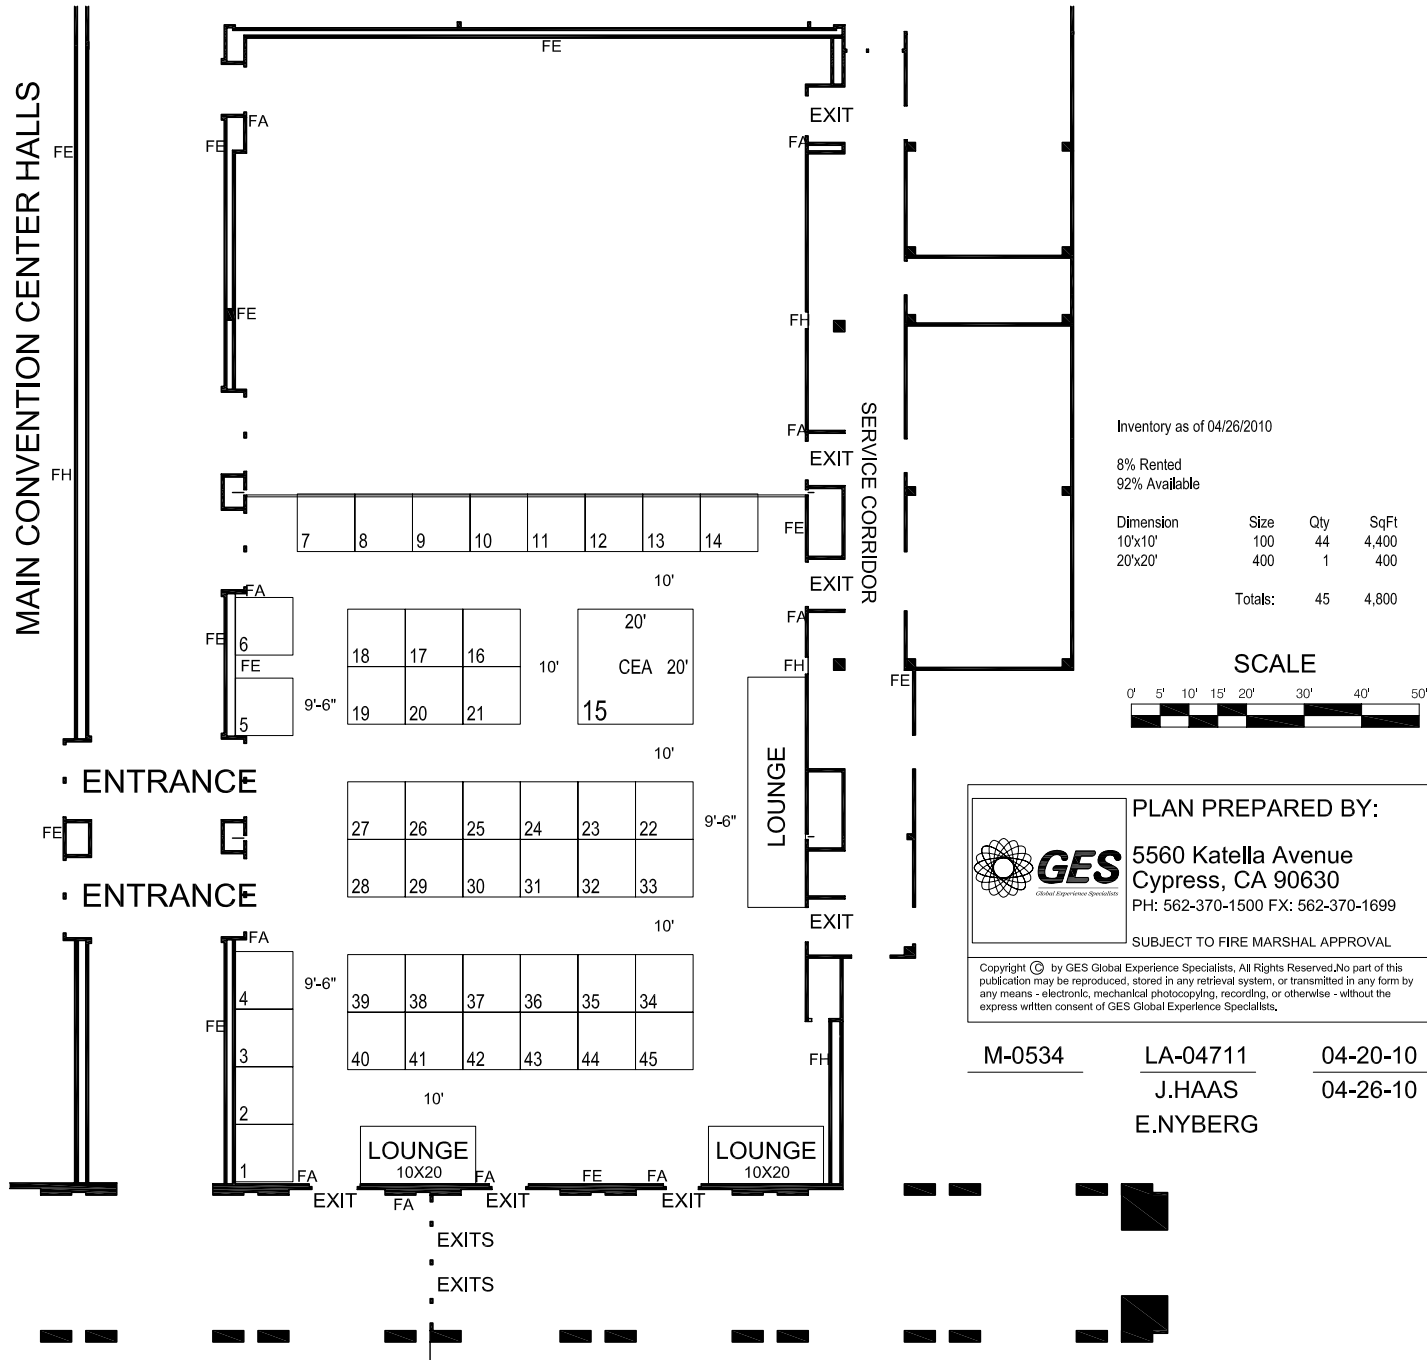 MAIN CONVENTION CENTER HALLS
FE
FA
EXIT
FE
FE
FA
FE
FH
FH
FA
EXIT
SERVICE CORRIDOR
7 8 9 10 11 12 13 14
FE
10'
EXIT
FA
6
FE
FE
5
9'-6"
18 17 16
19 20 21
10'
20'
CEA 20'
15
FA
FH
FE
10'
ENTRANCE
ENTRANCE
FE
27 26 25 24 23 22
28 29 30 31 32 33
9'-6"
LOUNGE
10'
EXIT
FA
4
3
2
1
FE
9'-6"
39 38 37 36 35 34
40 41 42 43 44 45
FH
10'
LOUNGE
10X20
LOUNGE
10X20
FA
FA
FE
FA
EXIT
FA
EXIT
EXIT
EXITS
EXITS
Inventory as of 04/26/2010
8% Rented
92% Available
Dimension Size Qty SqFt
10'x10' 100 44 4,400
20'x20' 400 1 400
Totals: 45 4,800
SCALE
0' 5' 10' 15' 20' 30' 40' 50'
PLAN PREPARED BY:
GES
Global Experience Specialists
5560 Katella Avenue
Cypress, CA 90630
PH: 562-370-1500 FX: 562-370-1699
SUBJECT TO FIRE MARSHAL APPROVAL
Copyright © by GES Global Experience Specialists, All Rights Reserved.No part of this
publication may be reproduced, stored in any retrieval system, or transmitted in any form by
any means - electronic, mechanical photocopying, recording, or otherwise - without the
express written consent of GES Global Experience Specialists.
M-0534 LA-04711 04-20-10
J.HAAS 04-26-10
E.NYBERG